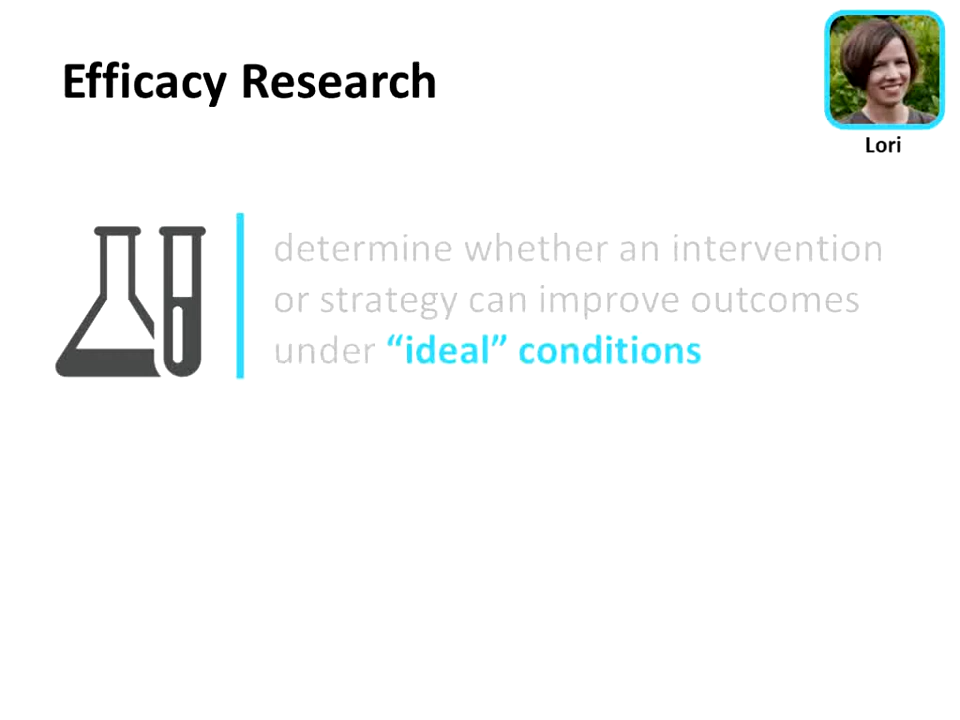 Efficacy Research
Lori
determine whether an intervention
or strategy can improve outcomes
under “ideal” conditions